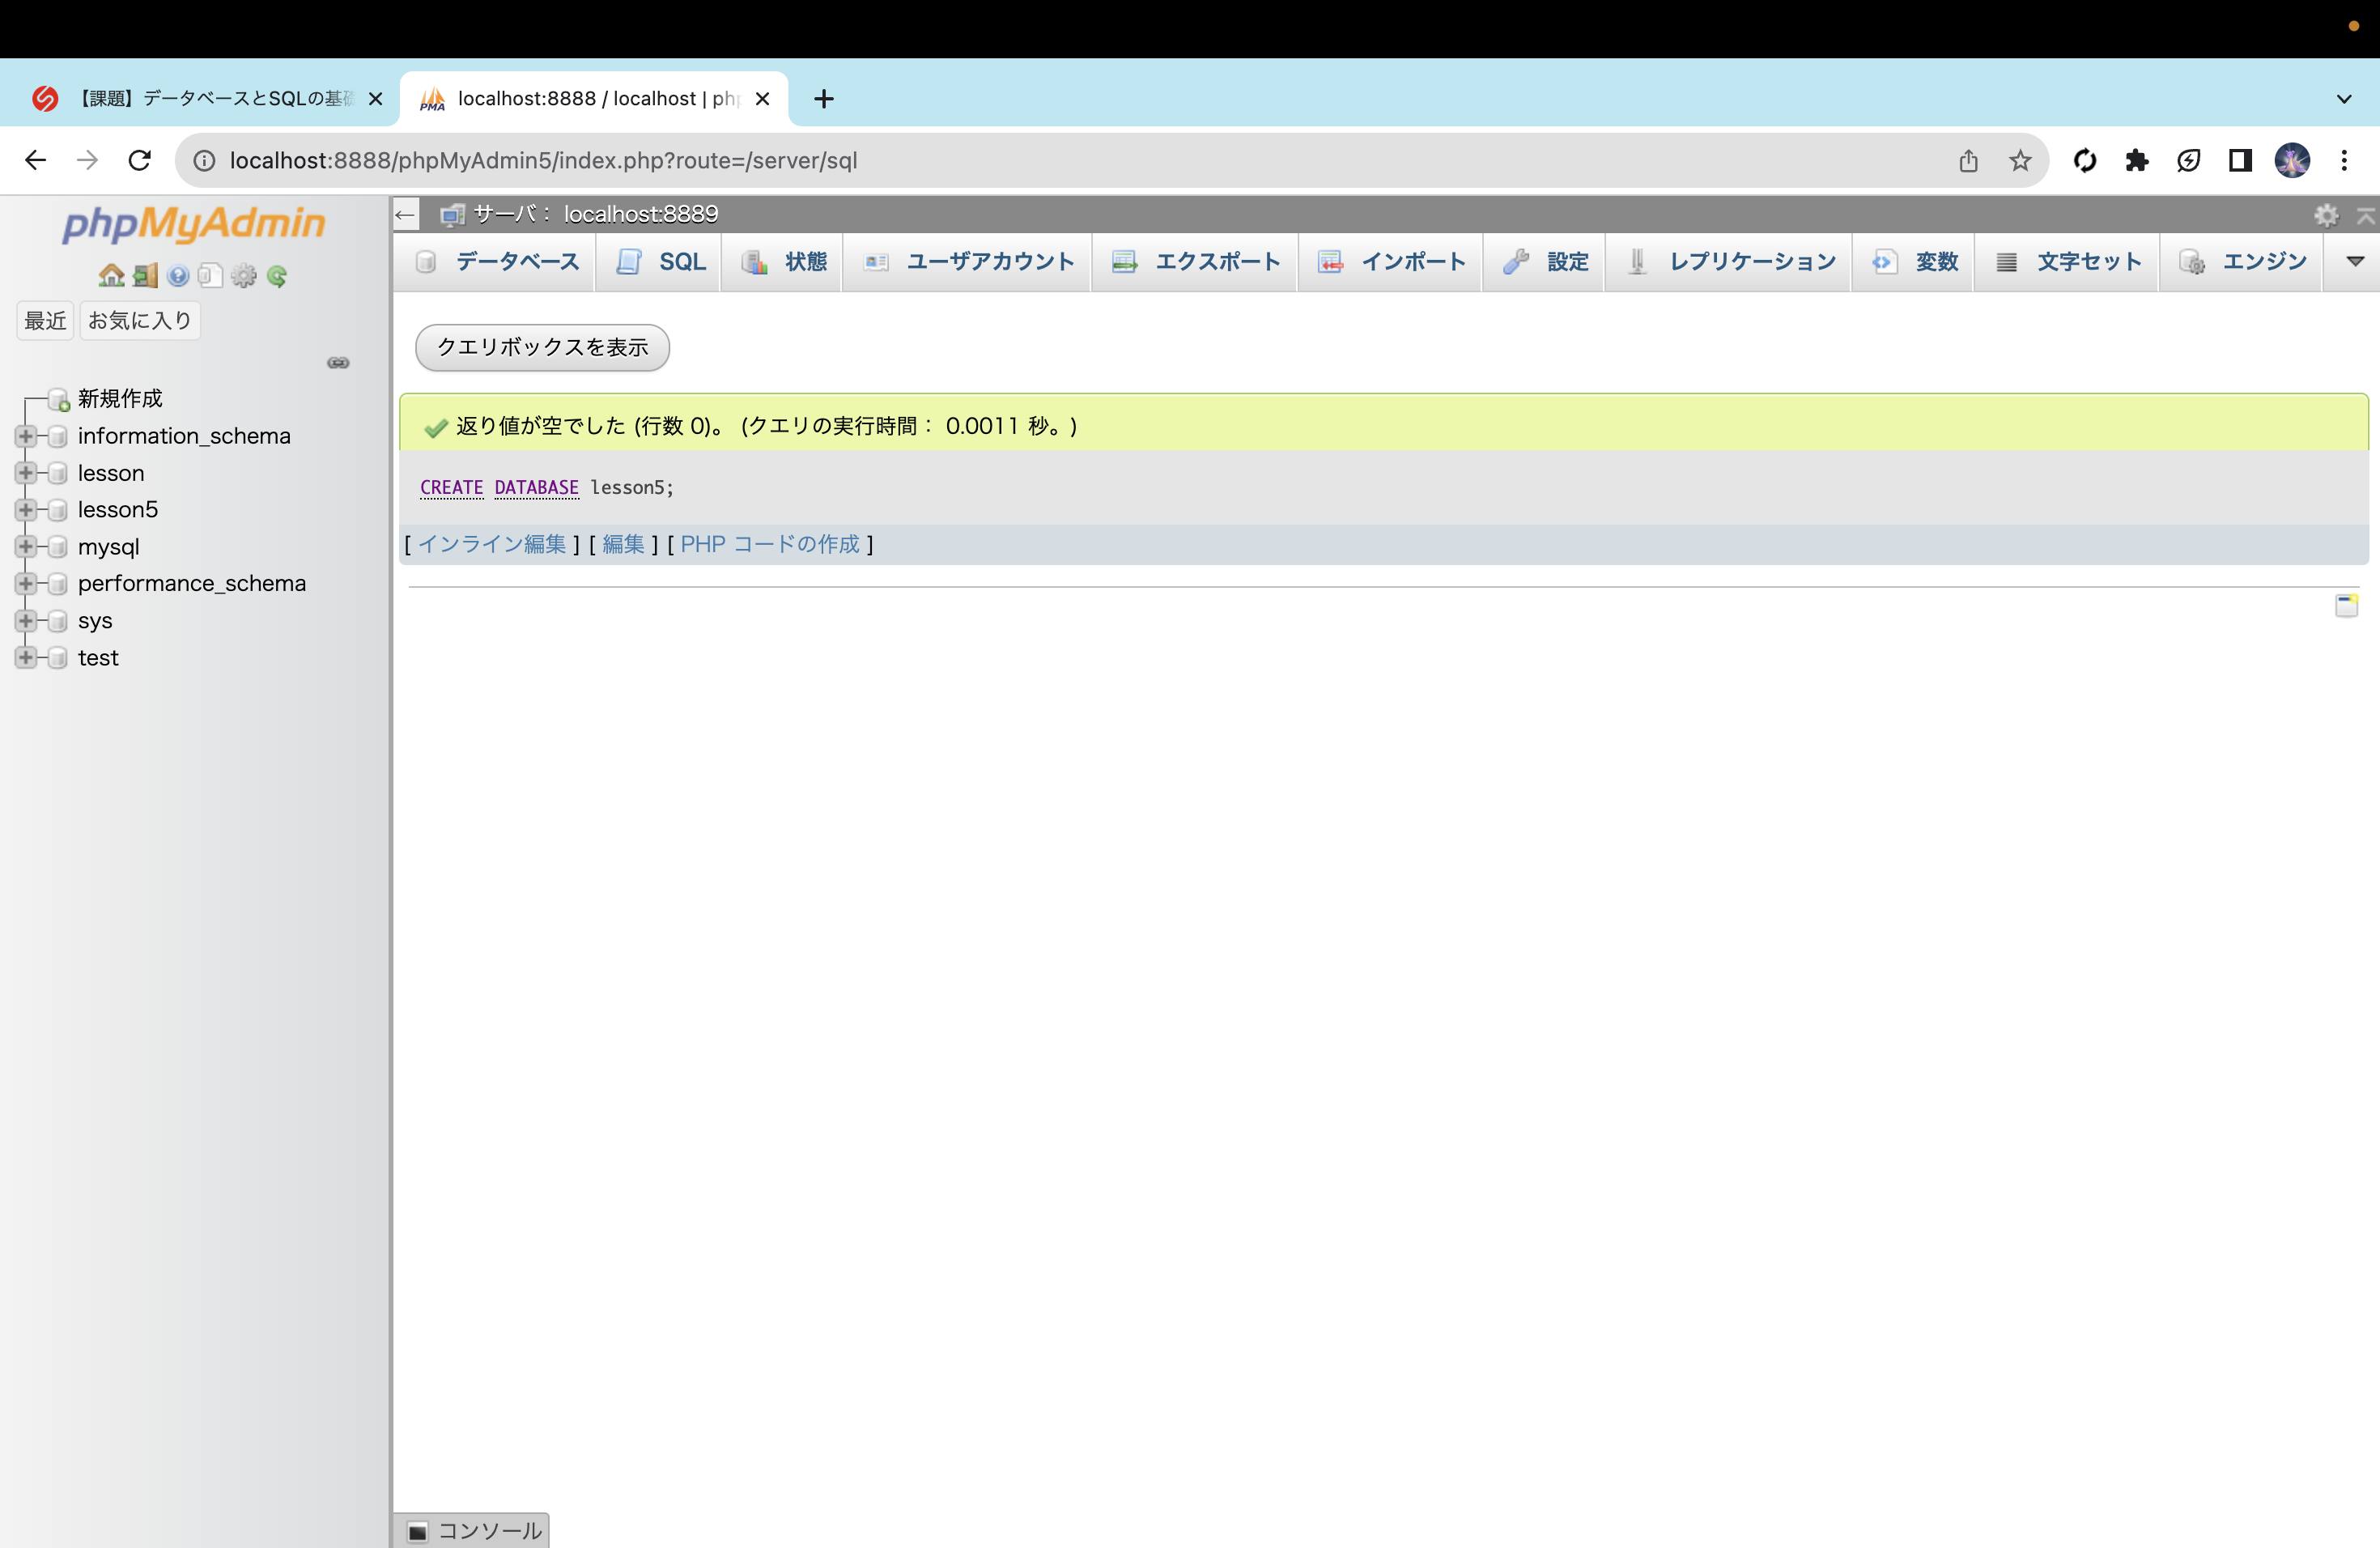 【課題】データベースとSQLの基礎
localhost:8888 / localhost | php
localhost:8888/phpMyAdmin5/index.php?route=/server/sql
phpMyAdmin
最近 お気に入り
新規作成
information_schema
lesson
lesson5
mysql
performance_schema
sys
test
サーバ： localhost:8889
データベース SQL 状態 ユーザアカウント エクスポート インポート 設定 レプリケーション 変数 文字セット エンジン
クエリボックスを表示
返り値が空でした (行数 0)。 (クエリの実行時間： 0.0011 秒。)
CREATE DATABASE lesson5;
[ インライン編集 ] [ 編集 ] [ PHP コードの作成 ]
コンソール